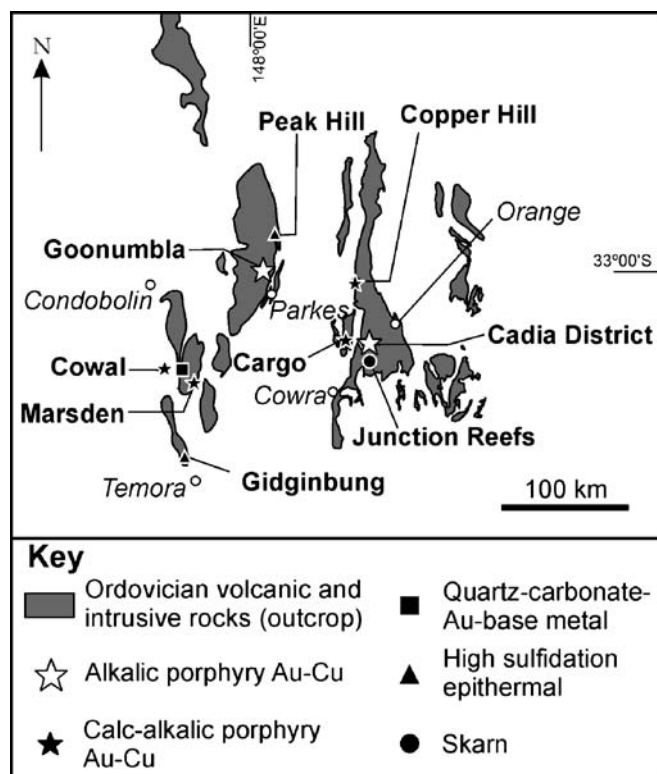 148°00'E
N
Peak Hill
Copper Hill
Orange
Goonumbla
33°00'S
Condobolin
Parkes
Cadia District
Cowal
Cargo
Cowra
Marsden
Junction Reefs
Gidginbung
Temora
100 km
Key
Ordovician volcanic and
intrusive rocks (outcrop)
Alkalic porphyry Au-Cu
Calc-alkalic porphyry
Au-Cu
Quartz-carbonate-
Au-base metal
High sulfidation
epithermal
Skarn